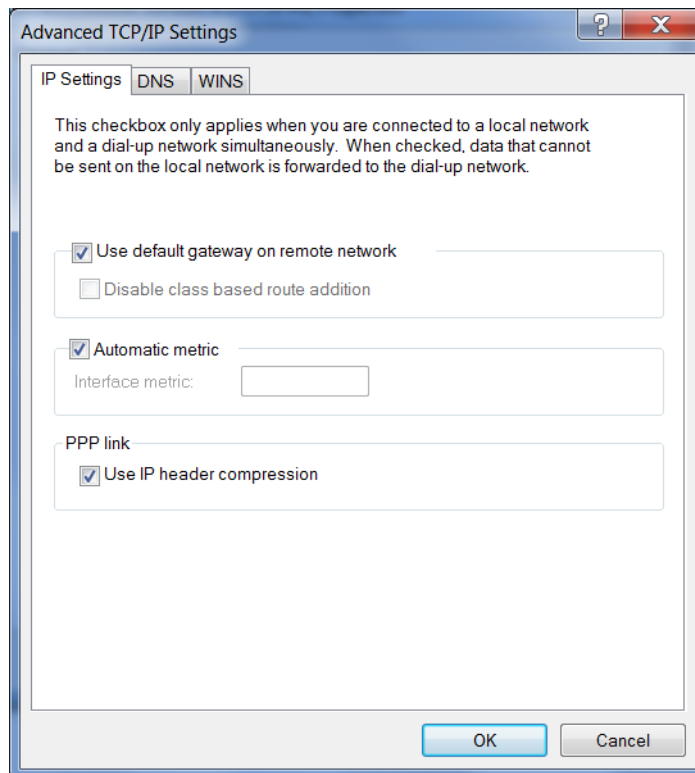 Advanced TCP/IP Settings
IP Settings DNS WINS
This checkbox only applies when you are connected to a local network
and a dial-up network simultaneously.  When checked, data that cannot
be sent on the local network is forwarded to the dial-up network.
Use default gateway on remote network
Disable class based route addition
Automatic metric
Interface metric:
PPP link
Use IP header compression
OK Cancel